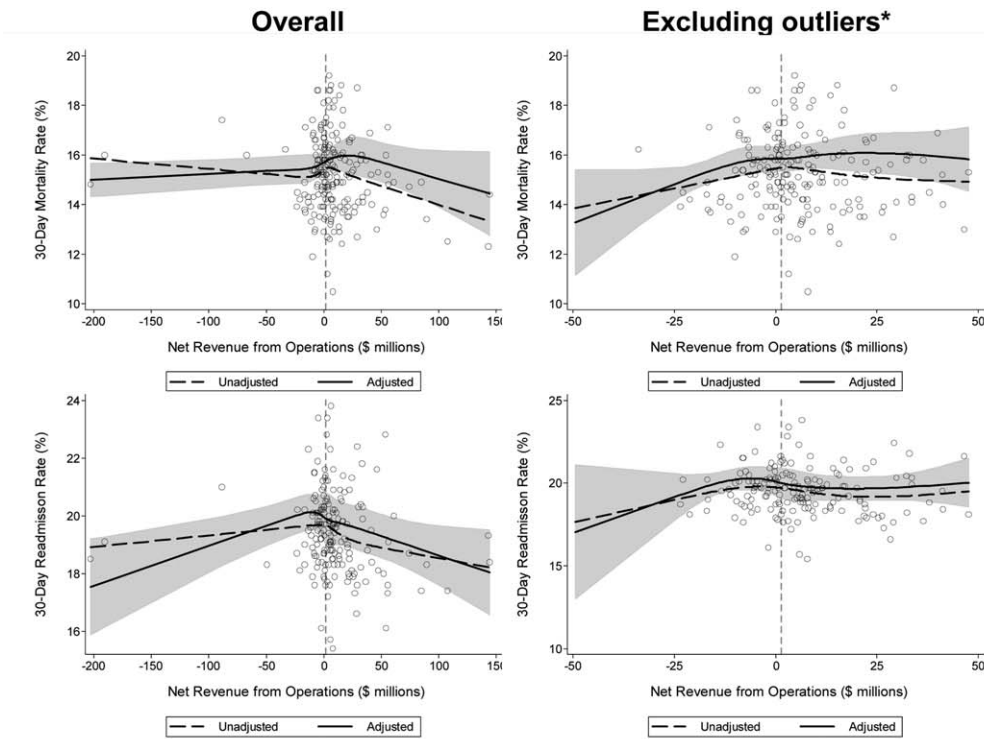 Overall
Excluding outliers*
30-Day Mortality Rate (%)
20
18
16
14
12
10
-200 -150 -100 -50 0 50 100 150
Net Revenue from Operations ($ millions)
Unadjusted Adjusted
30-Day Mortality Rate (%)
20
18
16
14
12
10
-50 -25 0 25 50
Net Revenue from Operations ($ millions)
Unadjusted Adjusted
30-Day Readmisson Rate (%)
24
22
20
18
16
-200 -150 -100 -50 0 50 100 150
Net Revenue from Operations ($ millions)
Unadjusted Adjusted
30-Day Readmisson Rate (%)
25
20
15
10
-50 -25 0 25 50
Net Revenue from Operations ($ millions)
Unadjusted Adjusted